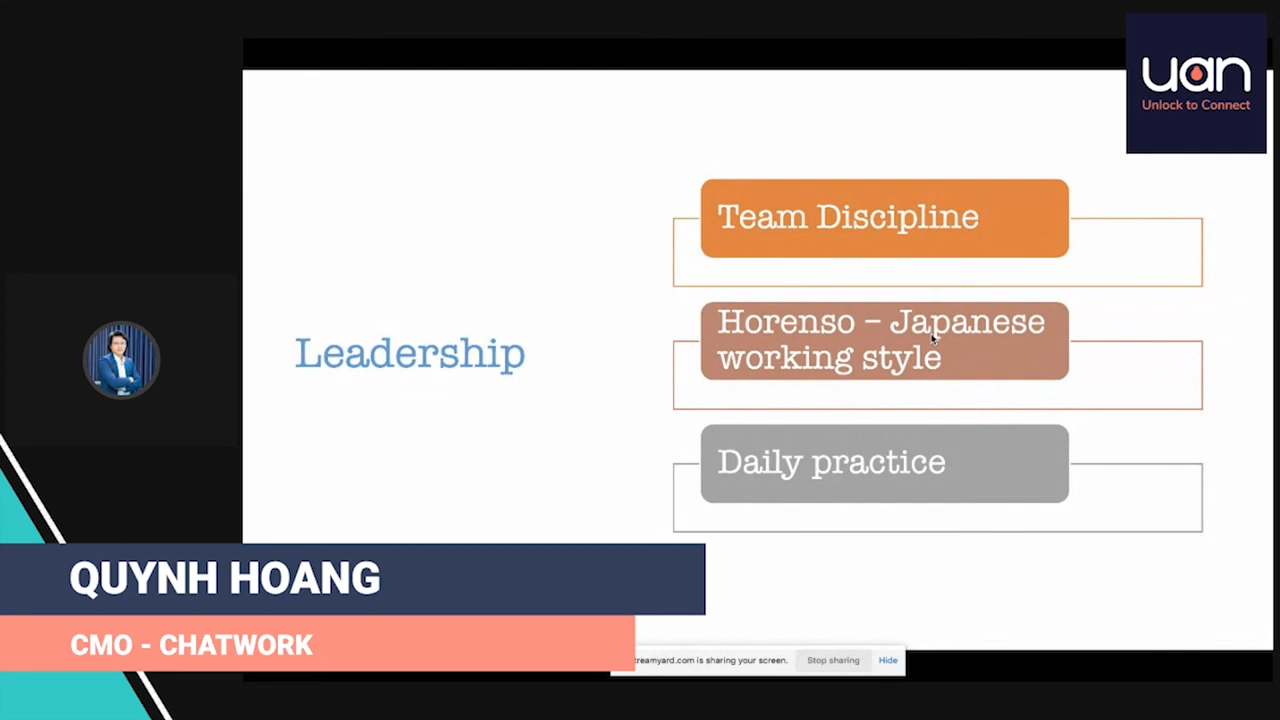 uan
Unlock to Connect
Team Discipline
Horenso – Japanese
working style
Leadership
Daily practice
QUYNH HOANG
CMO - CHATWORK
treamyard.com is sharing your screen.
Stop sharing
Hide